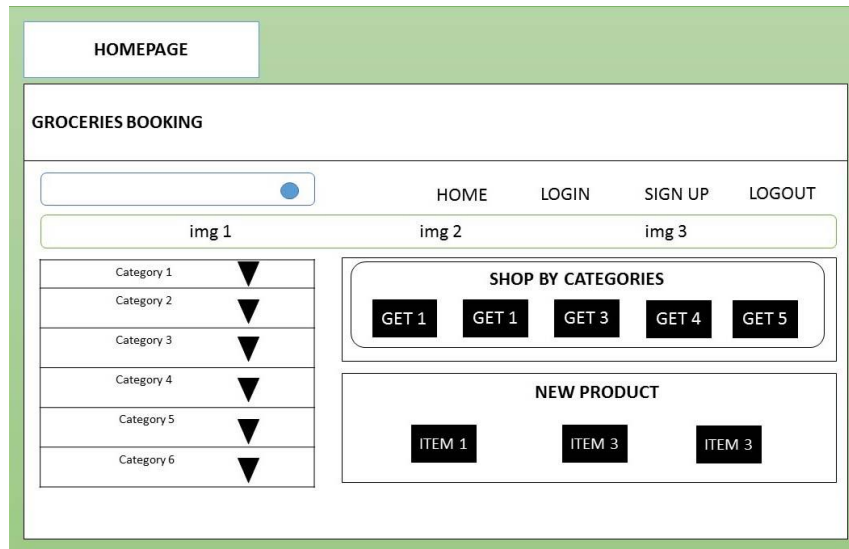 HOMEPAGE
GROCERIES BOOKING
HOME LOGIN SIGN UP LOGOUT
img 1 img 2 img 3
Category 1
Category 2
Category 3
Category 4
Category 5
Category 6
SHOP BY CATEGORIES
GET 1 GET 1 GET 3 GET 4 GET 5
NEW PRODUCT
ITEM 1 ITEM 3 ITEM 3